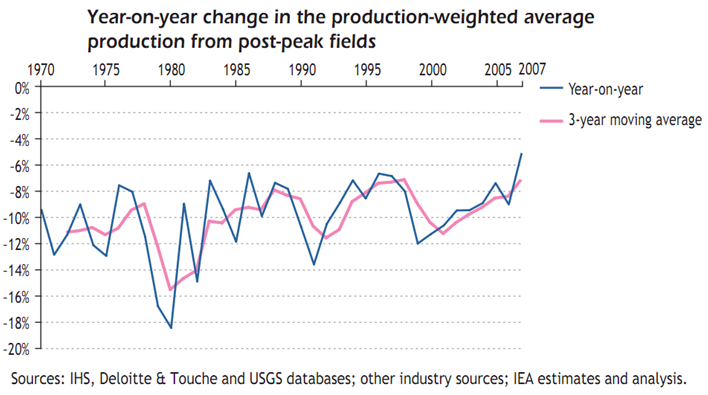 Year-on-year change in the production-weighted average
production from post-peak fields
1970 1975 1980 1985 1990 1995 2000 2005 2007
0%
-2%
-4%
-6%
-8%
-10%
-12%
-14%
-16%
-18%
-20%
Year-on-year
3-year moving average
Sources: IHS, Deloitte & Touche and USGS databases; other industry sources; IEA estimates and analysis.